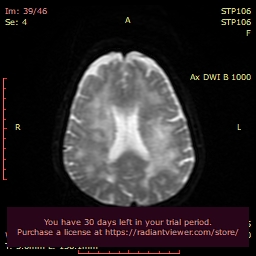 Im: 39/46
Se: 4
STP106
STP106
F
A
Ax DWI B 1000
R
L
You have 30 days left in your trial period.
Purchase a license at https://radiantviewer.com/store/